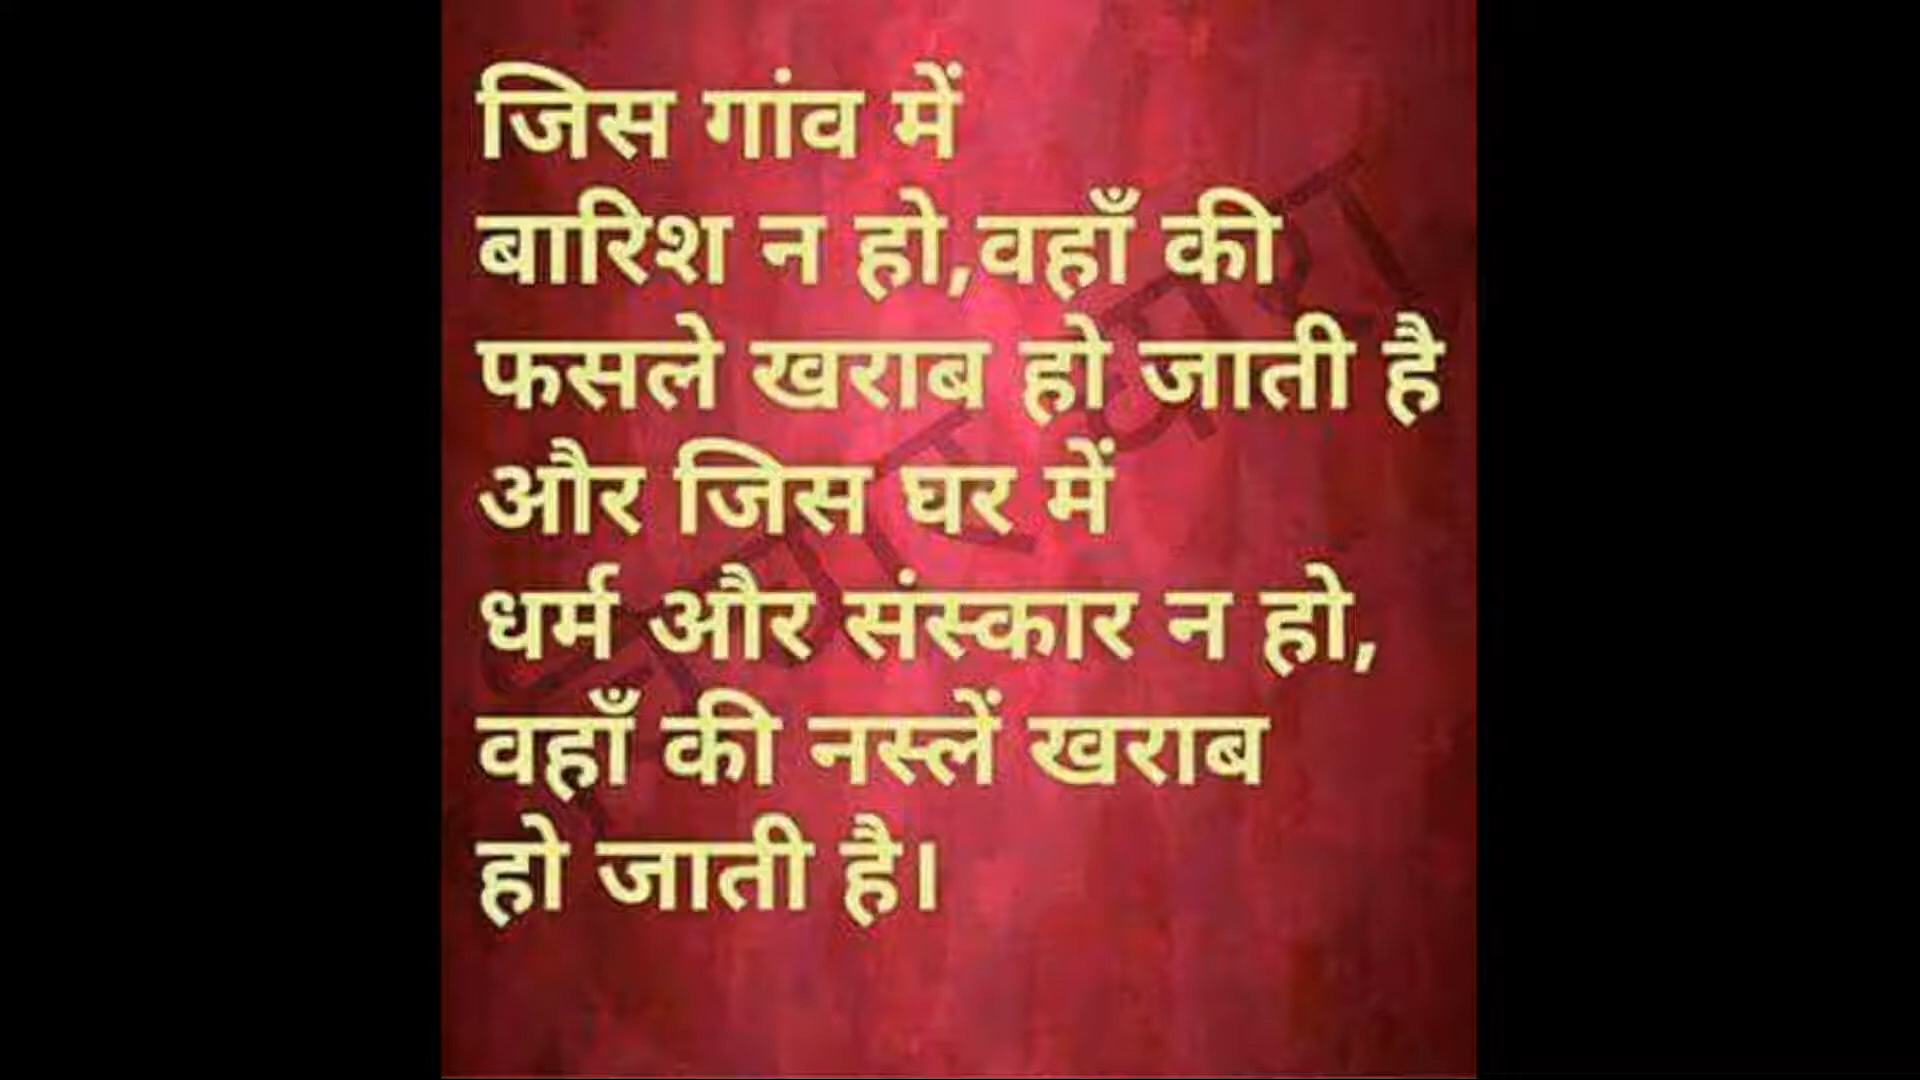 जिस गांव में
बारिश न हो,वहाँ की
फसले खराब हो जाती है
और जिस घर में
धर्म और संस्कार न हो,
वहाँ की नस्लें खराब
हो जाती है।